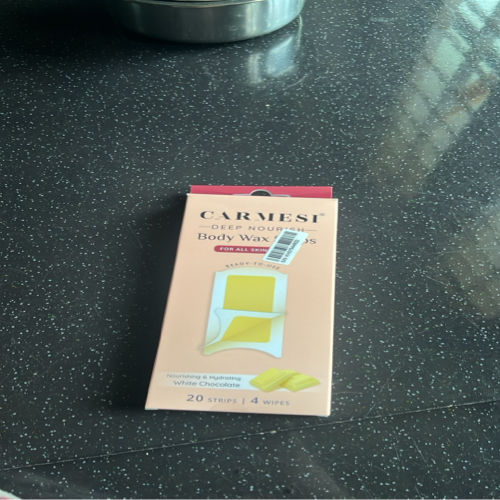 CARMESI®
DEEP NOURISH
Body Wax
FOR ALL SKIN
READY-TO-USE
Nourishing & Hydrating
White Chocolate
20 STRIPS | 4 WIPES